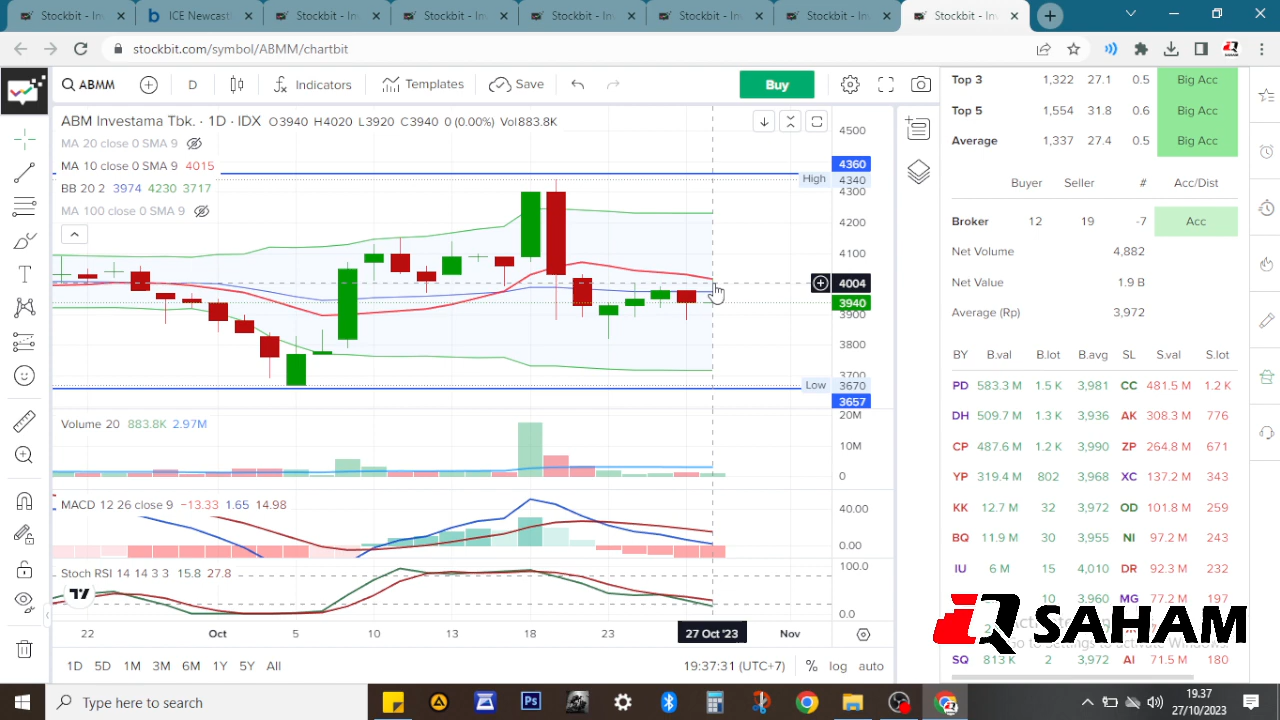 Stockbit - In
ICE Newcast
Stockbit - In
Stockbit - In
Stockbit - In
Stockbit - In
Stockbit - In
Stockbit - In
stockbit.com/symbol/ABMM/chartbit
ABMM
D
Indicators
Templates
Save
Buy
ABM Investama Tbk. · 1D · IDX O3940 H4020 L3920 C3940 0 (0.00%) Vol883.8K
MA 20 close 0 SMA 9
MA 10 close 0 SMA 9 4015
BB 20 2 3974 4230 3717
MA 100 close 0 SMA 9
4500
4360
High 4340
4300
4200
4100
4004
3940
3900
3800
3700
Low 3670
3657
Volume 20 883.8K 2.97M
20M
10M
0
MACD 12 26 close 9 −13.33 1.65 14.98
40.00
0.00
Stoch RSI 14 14 3 3 15.8 27.8
100.0
0.0
22 Oct 5 10 13 18 23 27 Oct '23 Nov
1D 5D 1M 3M 6M 1Y 5Y All
19:37:31 (UTC+7) % log auto
Top 3 1,322 27.1 0.5 Big Acc
Top 5 1,554 31.8 0.6 Big Acc
Average 1,337 27.4 0.5 Big Acc
Buyer Seller # Acc/Dist
Broker 12 19 -7 Acc
Net Volume 4,882
Net Value 1.9 B
Average (Rp) 3,972
BY B.val B.lot B.avg SL S.val S.lot
PD 583.3 M 1.5 K 3,981 CC 481.5 M 1.2 K
DH 509.7 M 1.3 K 3,936 AK 308.3 M 776
CP 487.6 M 1.2 K 3,990 ZP 264.8 M 671
YP 319.4 M 802 3,968 XC 137.2 M 343
KK 12.7 M 32 3,972 OD 101.8 M 259
BQ 11.9 M 30 3,955 NI 97.2 M 243
IU 6 M 15 4,010 DR 92.3 M 232
10 3,960 MG 77.2 M 197
SAHAM
Go to Settings to activate Windows.
SQ 813 K 2 3,972 AI 71.5 M 180
Type here to search
Ps
19.37
27/10/2023